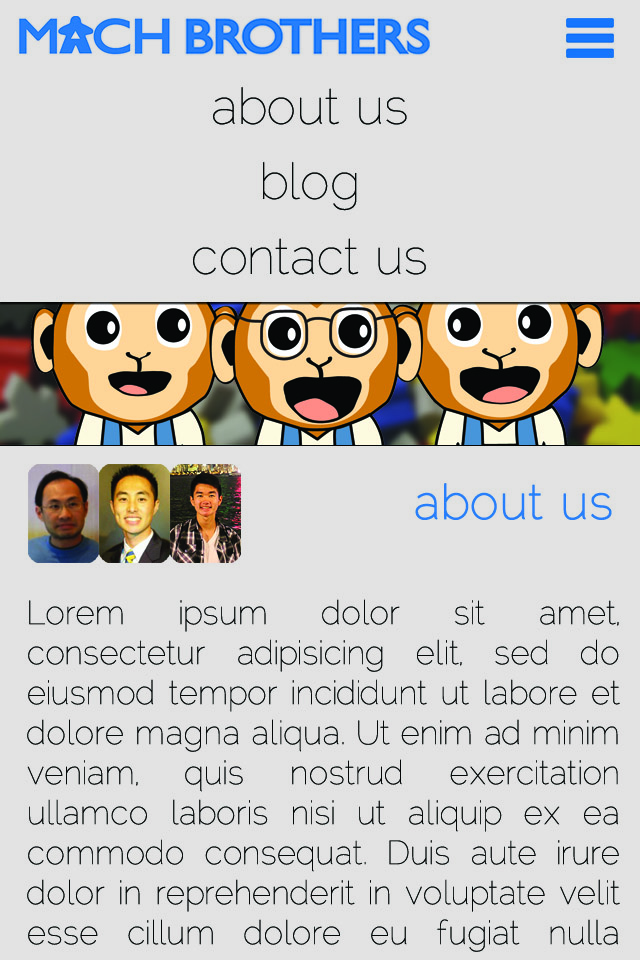 MACH BROTHERS
about us
blog
contact us
about us
Lorem ipsum dolor sit amet,
consectetur adipisicing elit, sed do
eiusmod tempor incididunt ut labore et
dolore magna aliqua. Ut enim ad minim
veniam, quis nostrud exercitation
ullamco laboris nisi ut aliquip ex ea
commodo consequat. Duis aute irure
dolor in reprehenderit in voluptate velit
esse cillum dolore eu fugiat nulla